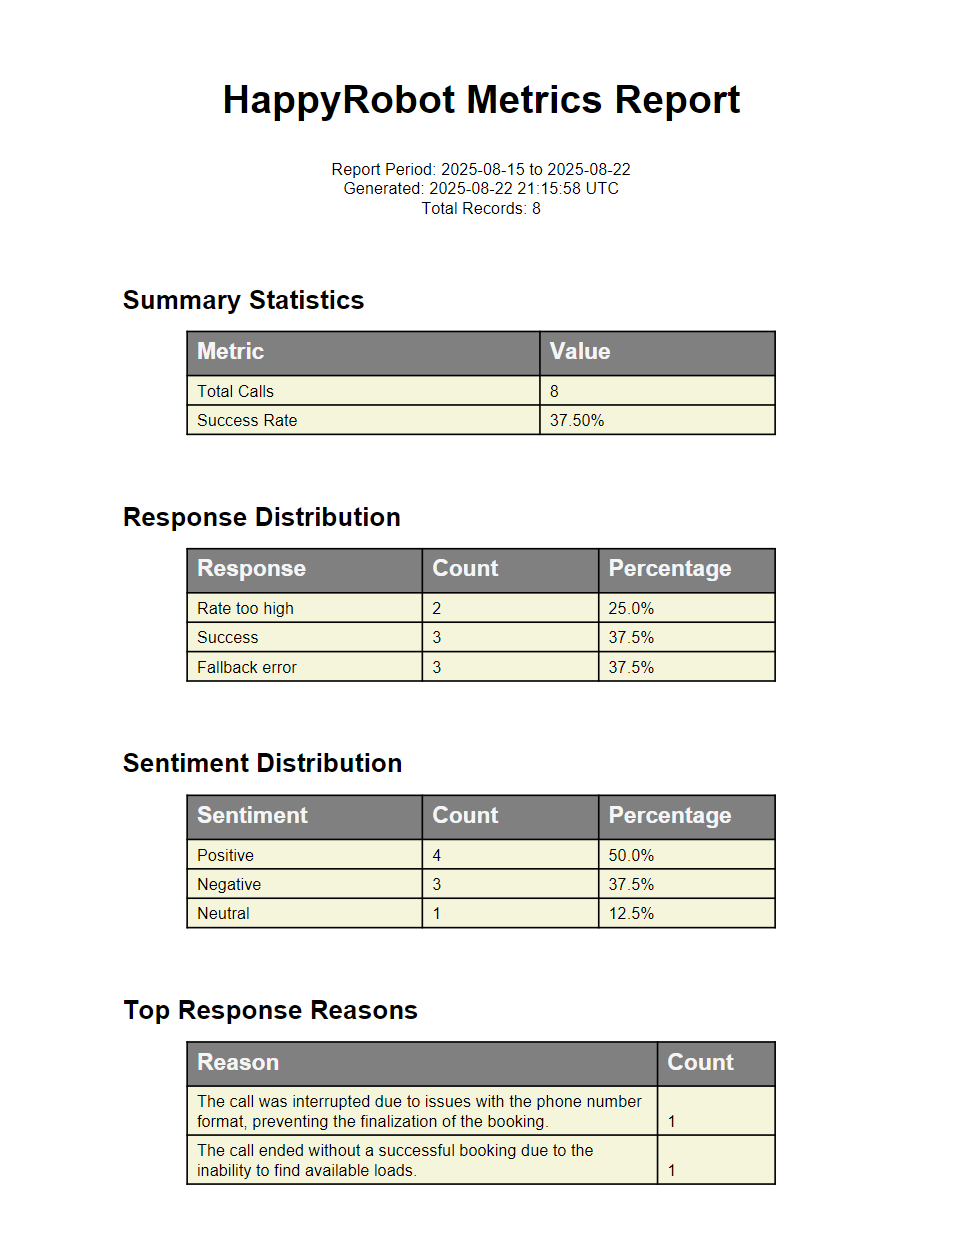 HappyRobot Metrics Report
Report Period: 2025-08-15 to 2025-08-22
Generated: 2025-08-22 21:15:58 UTC
Total Records: 8
Summary Statistics
Metric Value
Total Calls 8
Success Rate 37.50%
Response Distribution
Response Count Percentage
Rate too high 2 25.0%
Success 3 37.5%
Fallback error 3 37.5%
Sentiment Distribution
Sentiment Count Percentage
Positive 4 50.0%
Negative 3 37.5%
Neutral 1 12.5%
Top Response Reasons
Reason Count
The call was interrupted due to issues with the phone number
format, preventing the finalization of the booking. 1
The call ended without a successful booking due to the
inability to find available loads. 1